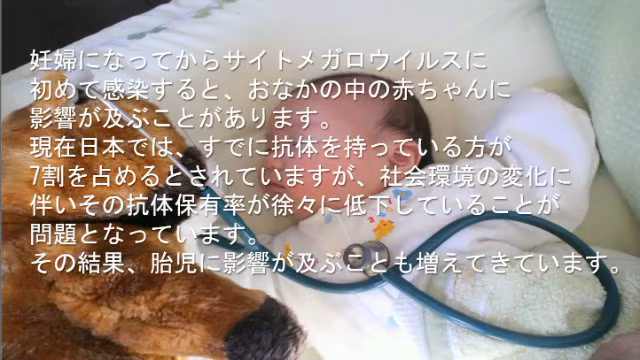 妊婦になってからサイトメガロウイルスに
初めて感染すると、おなかの中の赤ちゃんに
影響が及ぶことがあります。
現在日本では、すでに抗体を持っている方が
7割を占めるとされていますが、社会環境の変化に
伴いその抗体保有率が徐々に低下していることが
問題となっています。
その結果、胎児に影響が及ぶことも増えてきています。